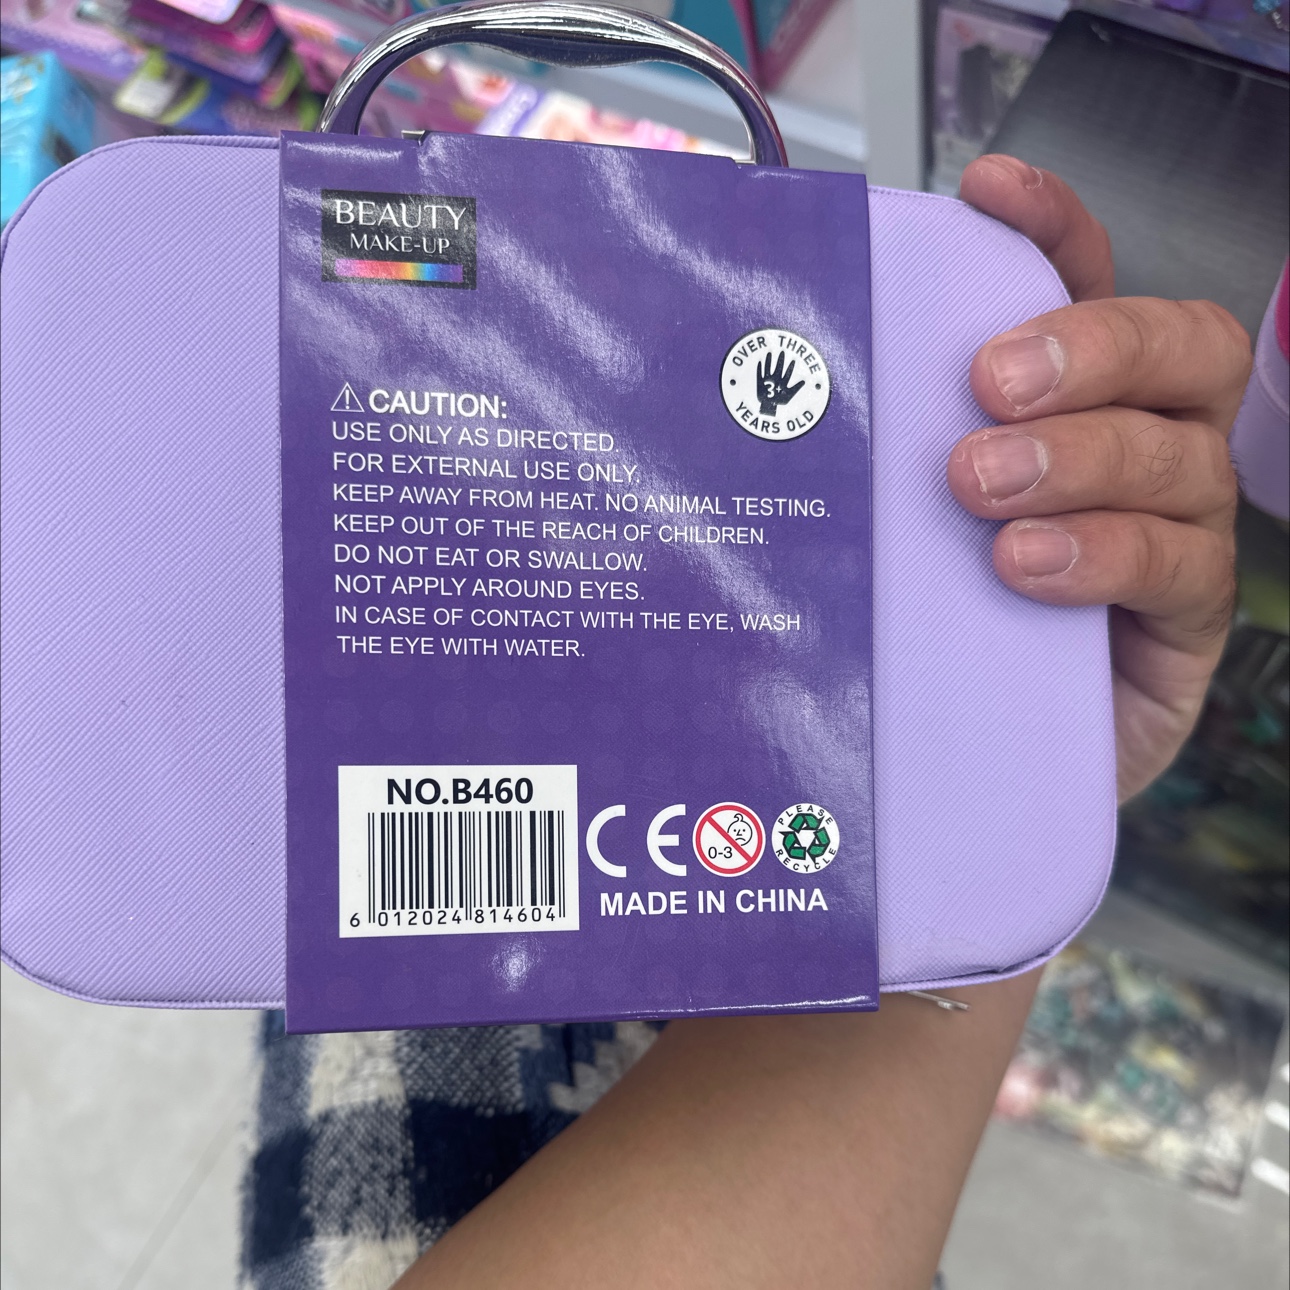 BEAUTY
MAKE-UP
OVER THREE
3+
YEARS OLD
CAUTION:
USE ONLY AS DIRECTED.
FOR EXTERNAL USE ONLY.
KEEP AWAY FROM HEAT. NO ANIMAL TESTING.
KEEP OUT OF THE REACH OF CHILDREN.
DO NOT EAT OR SWALLOW.
NOT APPLY AROUND EYES.
IN CASE OF CONTACT WITH THE EYE, WASH
THE EYE WITH WATER.
NO.B460
6 012024 814604
CE
0-3
PLEASE
RECYCLE
MADE IN CHINA